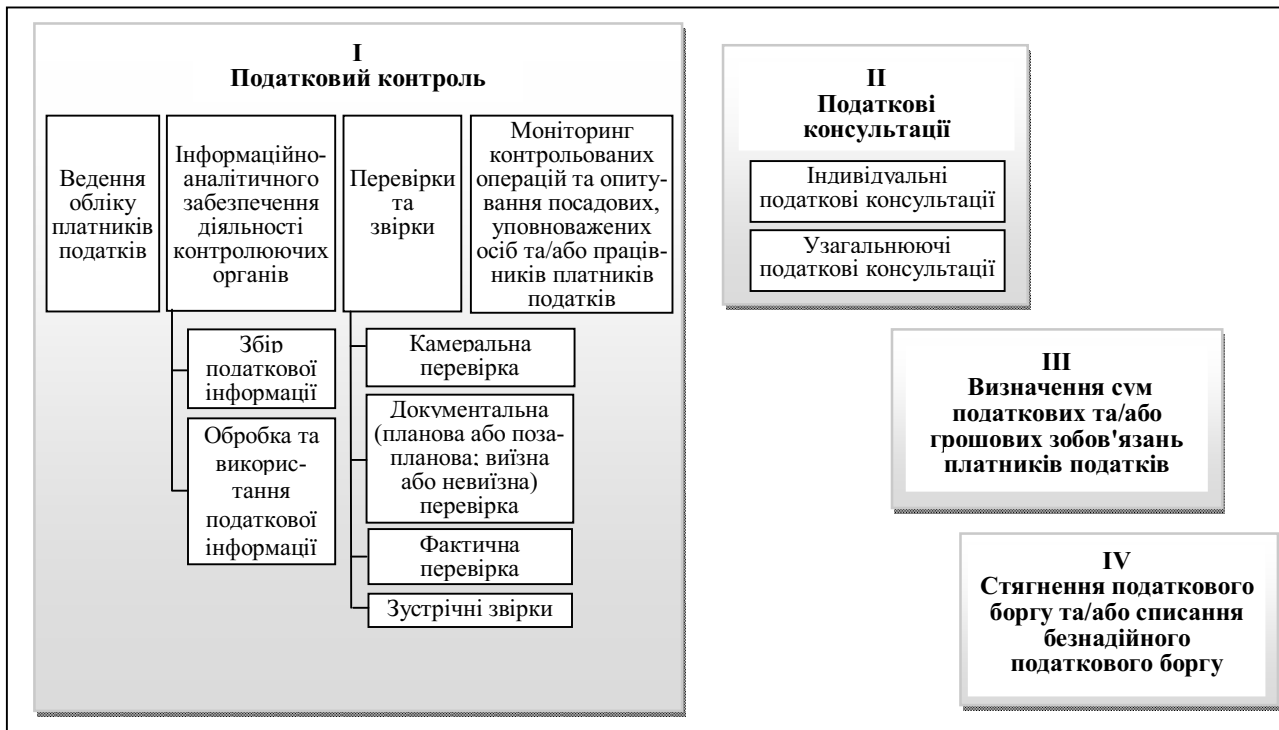 I
Податковий контроль
Ведення
обліку
платників
податків
Інформаційно-
аналітичного
забезпечення
діяльності
контролюючих
органів
Перевірки
та
звірки
Моніторинг
контрольованих
операцій та опиту-
вання посадових,
уповноважених
осіб та/або праців-
ників платників
податків
Збір
податкової
інформації
Обробка та
викорис-
тання
податкової
інформації
Камеральна
перевірка
Документальна
(планова або поза-
планова; виїзна
або невиїзна)
перевірка
Фактична
перевірка
Зустрічні звірки
II
Податкові
консультації
Індивідуальні
податкові консультації
Узагальнюючі
податкові консультації
III
Визначення сум
податкових та/або
грошових зобов'язань
платників податків
IV
Стягнення податкового
боргу та/або списання
безнадійного
податкового боргу